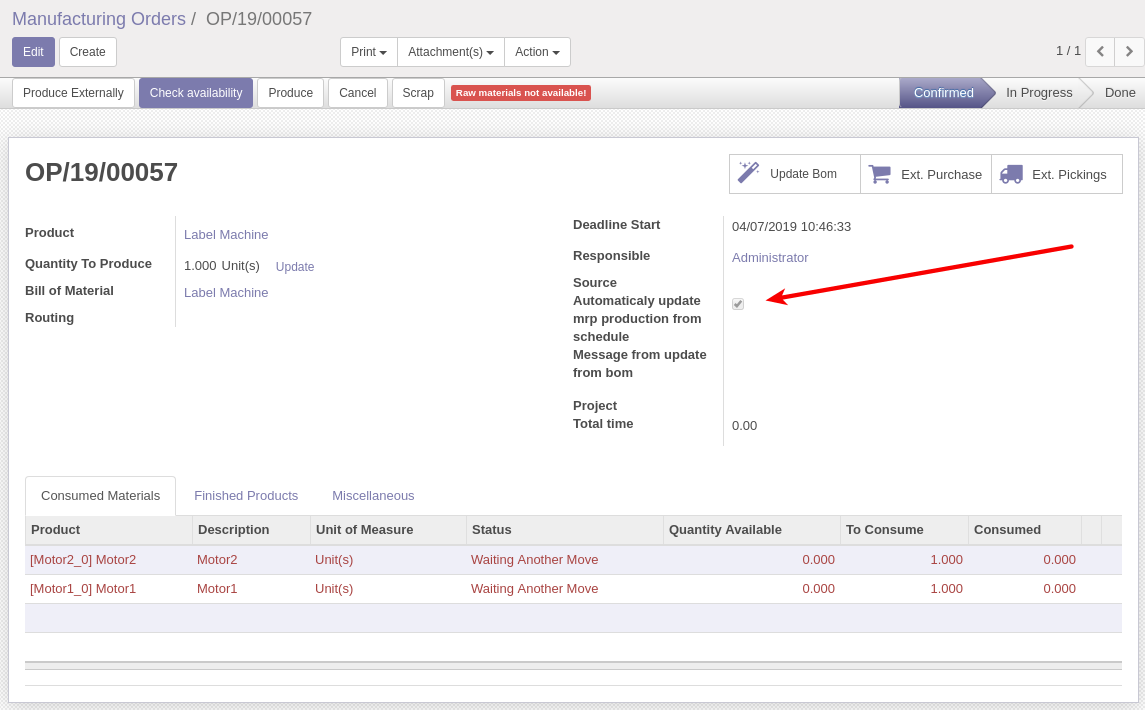 Manufacturing Orders / OP/19/00057
Edit Create Print Attachment(s) Action 1 / 1
Produce Externally Check availability Produce Cancel Scrap Raw materials not available! Confirmed In Progress Done
OP/19/00057
Update Bom Ext. Purchase Ext. Pickings
Product Label Machine
Quantity To Produce 1.000 Unit(s) Update
Bill of Material Label Machine
Routing
Deadline Start 04/07/2019 10:46:33
Responsible Administrator
Source
Automaticaly update
mrp production from
schedule
Message from update
from bom
Project
Total time 0.00
Consumed Materials Finished Products Miscellaneous
Product Description Unit of Measure Status Quantity Available To Consume Consumed
[Motor2_0] Motor2 Motor2 Unit(s) Waiting Another Move 0.000 1.000 0.000
[Motor1_0] Motor1 Motor1 Unit(s) Waiting Another Move 0.000 1.000 0.000